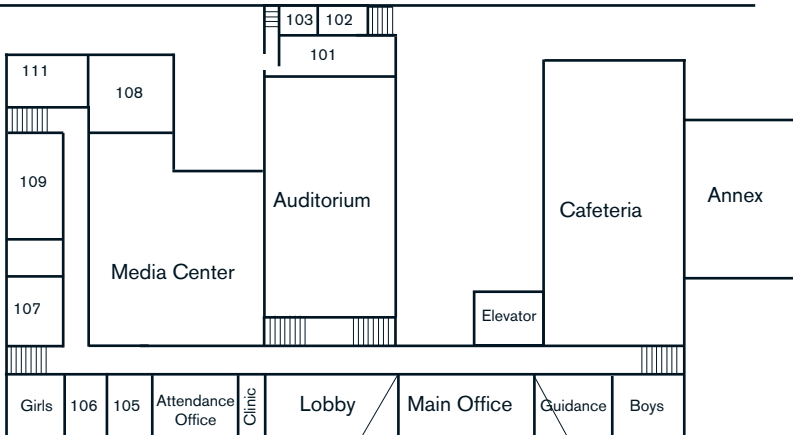 103
102
101
111
108
109
Auditorium
Cafeteria
Annex
Media Center
107
Elevator
Girls
106
105
Attendance
Office
Clinic
Lobby
Main Office
Guidance
Boys